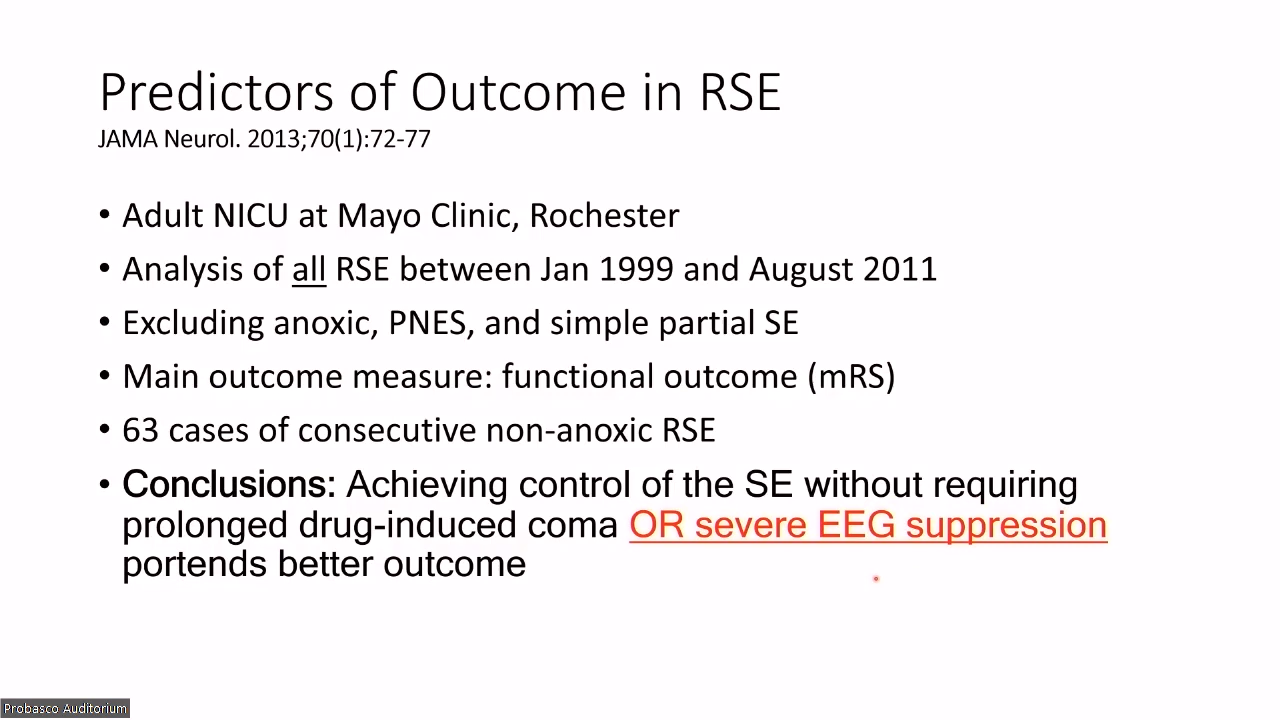 Predictors of Outcome in RSE
JAMA Neurol. 2013;70(1):72-77
• Adult NICU at Mayo Clinic, Rochester
• Analysis of all RSE between Jan 1999 and August 2011
• Excluding anoxic, PNES, and simple partial SE
• Main outcome measure: functional outcome (mRS)
• 63 cases of consecutive non-anoxic RSE
• Conclusions: Achieving control of the SE without requiring
prolonged drug-induced coma OR severe EEG suppression
portends better outcome
Probasco Auditorium